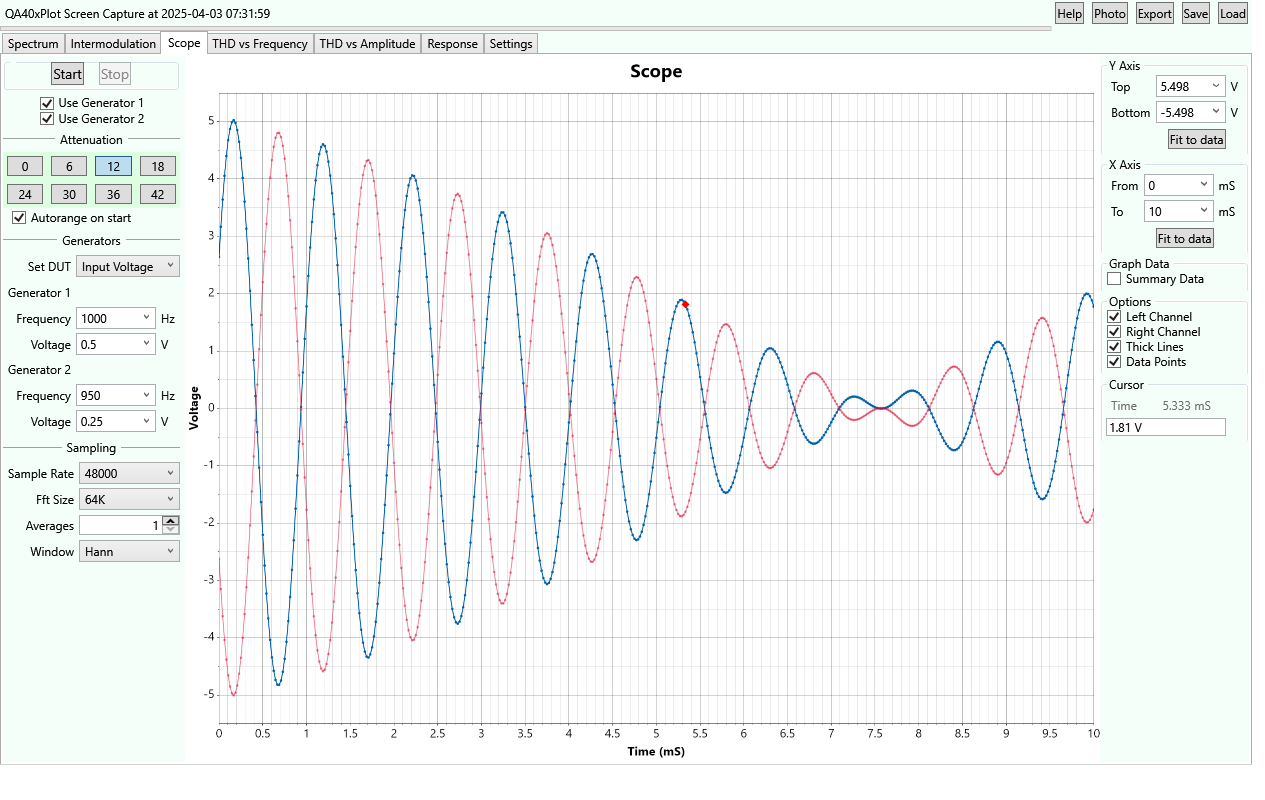 QA40xPlot Screen Capture at 2025-04-03 07:31:59
Help Photo Export Save Load
Spectrum Intermodulation Scope THD vs Frequency THD vs Amplitude Response Settings
Start Stop
Use Generator 1
Use Generator 2
Attenuation
0 6 12 18
24 30 36 42
Autorange on start
Generators
Set DUT Input Voltage
Generator 1
Frequency 1000 Hz
Voltage 0.5 V
Generator 2
Frequency 950 Hz
Voltage 0.25 V
Sampling
Sample Rate 48000
Fft Size 64K
Averages 1
Window Hann
Scope
Voltage
5
4
3
2
1
0
-1
-2
-3
-4
-5
0 0.5 1 1.5 2 2.5 3 3.5 4 4.5 5 5.5 6 6.5 7 7.5 8 8.5 9 9.5 10
Time (mS)
Y Axis
Top 5.498 V
Bottom -5.498 V
Fit to data
X Axis
From 0 mS
To 10 mS
Fit to data
Graph Data
Summary Data
Options
Left Channel
Right Channel
Thick Lines
Data Points
Cursor
Time 5.333 mS
1.81 V